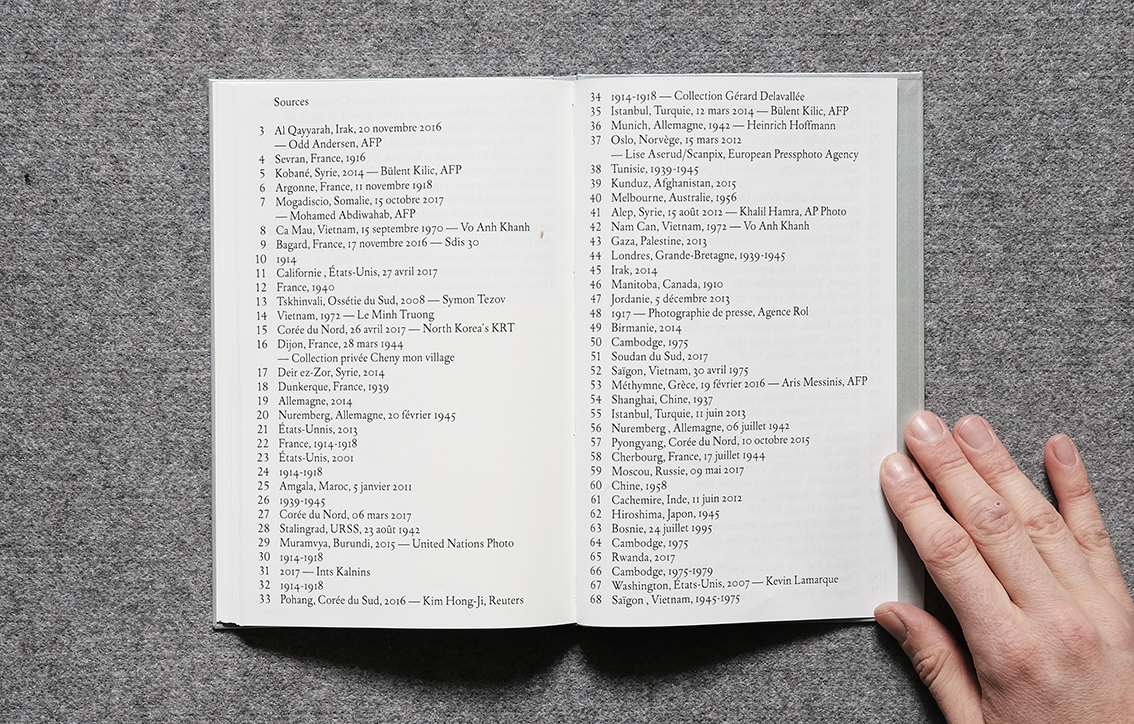 Sources
3 Al Qayyarah, Irak, 20 novembre 2016
— Odd Andersen, AFP
4 Sevran, France, 1916
5 Kobané, Syrie, 2014 — Bülent Kilic, AFP
6 Argonne, France, 11 novembre 1918
7 Mogadiscio, Somalie, 15 octobre 2017
— Mohamed Abdiwahab, AFP
8 Ca Mau, Vietnam, 15 septembre 1970 — Vo Anh Khanh
9 Bagard, France, 17 novembre 2016 — Sdis 30
10 1914
11 Californie , États-Unis, 27 avril 2017
12 France, 1940
13 Tskhinvali, Ossétie du Sud, 2008 — Symon Tezov
14 Vietnam, 1972 — Le Minh Truong
15 Corée du Nord, 26 avril 2017 — North Korea's KRT
16 Dijon, France, 28 mars 1944
— Collection privée Cheny mon village
17 Deir ez-Zor, Syrie, 2014
18 Dunkerque, France, 1939
19 Allemagne, 2014
20 Nuremberg, Allemagne, 20 février 1945
21 États-Unnis, 2013
22 France, 1914-1918
23 États-Unis, 2001
24 1914-1918
25 Amgala, Maroc, 5 janvier 2011
26 1939-1945
27 Corée du Nord, 06 mars 2017
28 Stalingrad, URSS, 23 août 1942
29 Muramvya, Burundi, 2015 — United Nations Photo
30 1914-1918
31 2017 — Ints Kalnins
32 1914-1918
33 Pohang, Corée du Sud, 2016 — Kim Hong-Ji, Reuters
34 1914-1918 — Collection Gérard Delavallée
35 Istanbul, Turquie, 12 mars 2014 — Bülent Kilic, AFP
36 Munich, Allemagne, 1942 — Heinrich Hoffmann
37 Oslo, Norvège, 15 mars 2012
— Lise Aserud/Scanpix, European Pressphoto Agency
38 Tunisie, 1939-1945
39 Kunduz, Afghanistan, 2015
40 Melbourne, Australie, 1956
41 Alep, Syrie, 15 août 2012 — Khalil Hamra, AP Photo
42 Nam Can, Vietnam, 1972 — Vo Anh Khanh
43 Gaza, Palestine, 2013
44 Londres, Grande-Bretagne, 1939-1945
45 Irak, 2014
46 Manitoba, Canada, 1910
47 Jordanie, 5 décembre 2013
48 1917 — Photographie de presse, Agence Rol
49 Birmanie, 2014
50 Cambodge, 1975
51 Soudan du Sud, 2017
52 Saïgon, Vietnam, 30 avril 1975
53 Méthymne, Grèce, 19 février 2016 — Aris Messinis, AFP
54 Shanghai, Chine, 1937
55 Istanbul, Turquie, 11 juin 2013
56 Nuremberg , Allemagne, 06 juillet 1942
57 Pyongyang, Corée du Nord, 10 octobre 2015
58 Cherbourg, France, 17 juillet 1944
59 Moscou, Russie, 09 mai 2017
60 Chine, 1958
61 Cachemire, Inde, 11 juin 2012
62 Hiroshima, Japon, 1945
63 Bosnie, 24 juillet 1995
64 Cambodge, 1975
65 Rwanda, 2017
66 Cambodge, 1975-1979
67 Washington, États-Unis, 2007 — Kevin Lamarque
68 Saïgon , Vietnam, 1945-1975